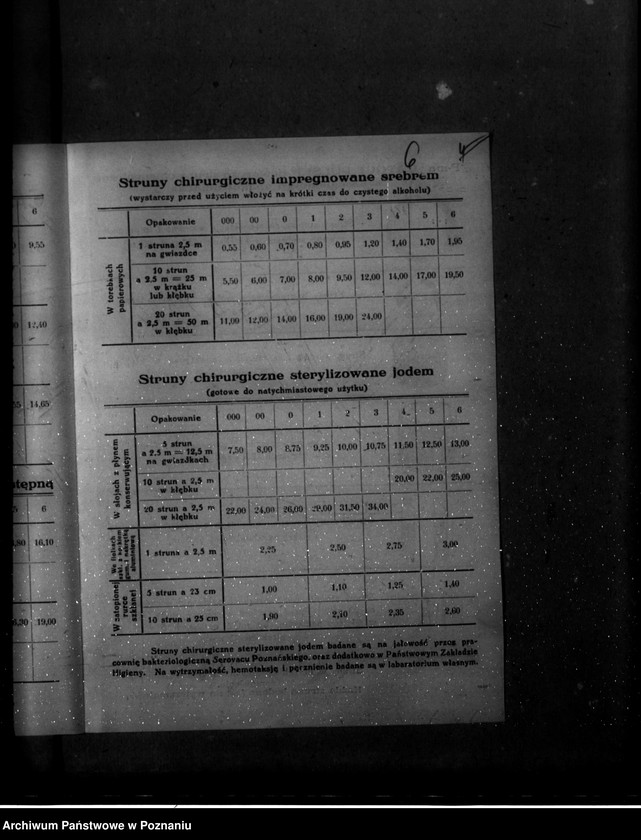 6
9,55
12,40
14,65
stępną
6
,80 16,10
6,30 19,00
6
Struny chirurgiczne impregnowane srebrem
(wystarczy przed użyciem włożyć na krótki czas do czystego alkoholu)
Opakowanie 000 00 0 1 2 3 4 5 6
W torebkach papierowych
1 struna 2,5 m
na gwiazdce
0,55 0,60 0,70 0,80 0,95 1,20 1,40 1,70 1,95
10 strun
a 2.5 m = 25 m
w krążku
lub kłębku
5,50 6,00 7,00 8,00 9,50 12,00 14,00 17,00 19,50
20 strun
a 2,5 m = 50 m
w kłębku
11,00 12,00 14,00 16,00 19,00 24,00
Struny chirurgiczne sterylizowane jodem
(gotowe do natychmiastowego użytku)
Opakowanie 000 00 0 1 2 3 4 5 6
W słojach z płynem
konserwującym
5 strun
a 2.5 m = 12,5 m
na gwiazdkach
7,50 8,00 8,75 9,25 10,00 10,75 11,50 12,50 13,00
10 strun a 2,5 m
w kłębku
20,00 22,00 25,00
20 strun a 2,5 m
w kłębku
22,00 24,00 26,00 29,00 31,50 34,00
1 struna a 2,5 m
2,25 2,50 2,75 3,00
W zatopionej
rurce
szklanej
5 strun a 25 cm
1,00 1,10 1,25 1,40
10 strun a 25 cm
1,90 2,10 2,35 2,60
Struny chirurgiczne sterylizowane jodem badane są na jałowość przez pra-
cownię bakteriologiczną Serovacu Poznańskiego, oraz dodatkowo w Państwowym Zakładzie
Higieny. Na wytrzymałość, hemotaksję i pęcznienie badane są w laboratorium własnym.
Archiwum Państwowe w Poznaniu